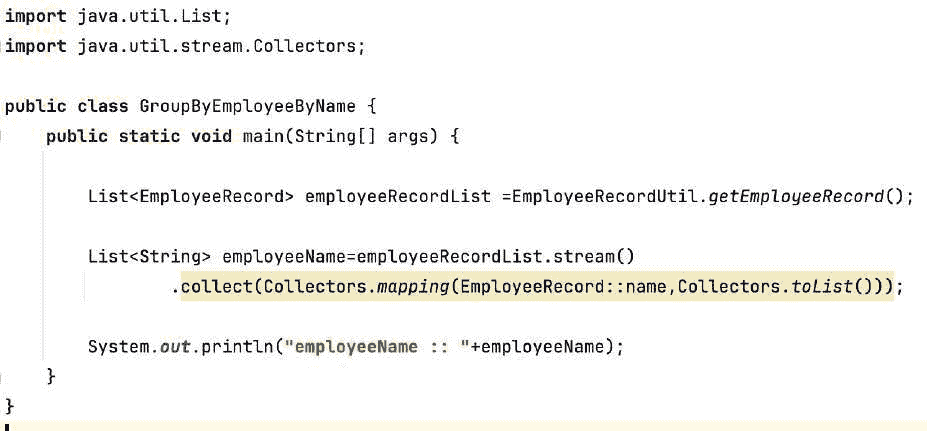 import java.util.List;
import java.util.stream.Collectors;
public class GroupByEmployeeByName {
public static void main(String[] args) {
List<EmployeeRecord> employeeRecordList =EmployeeRecordUtil.getEmployeeRecord();
List<String> employeeName=employeeRecordList.stream()
.collect(Collectors.mapping(EmployeeRecord::name,Collectors.toList()));
System.out.println("employeeName :: "+employeeName);
}
}